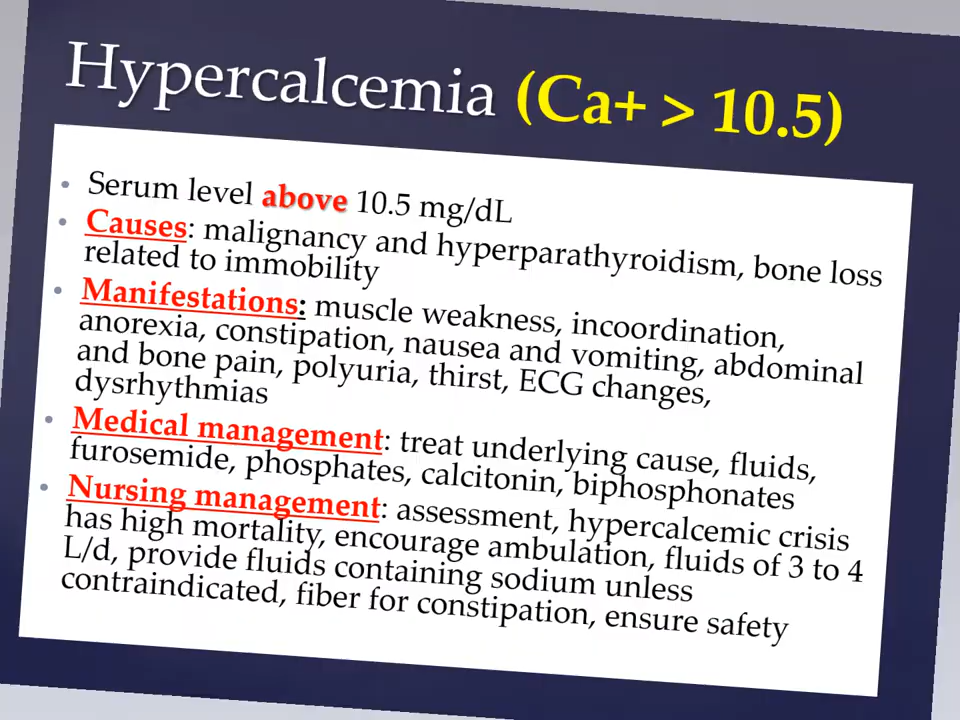 Hypercalcemia (Ca+ > 10.5)
• Serum level above 10.5 mg/dL
• Causes: malignancy and hyperparathyroidism, bone loss
related to immobility
• Manifestations: muscle weakness, incoordination,
anorexia, constipation, nausea and vomiting, abdominal
and bone pain, polyuria, thirst, ECG changes,
dysrhythmias
• Medical management: treat underlying cause, fluids,
furosemide, phosphates, calcitonin, biphosphonates
• Nursing management: assessment, hypercalcemic crisis
has high mortality, encourage ambulation, fluids of 3 to 4
L/d, provide fluids containing sodium unless
contraindicated, fiber for constipation, ensure safety